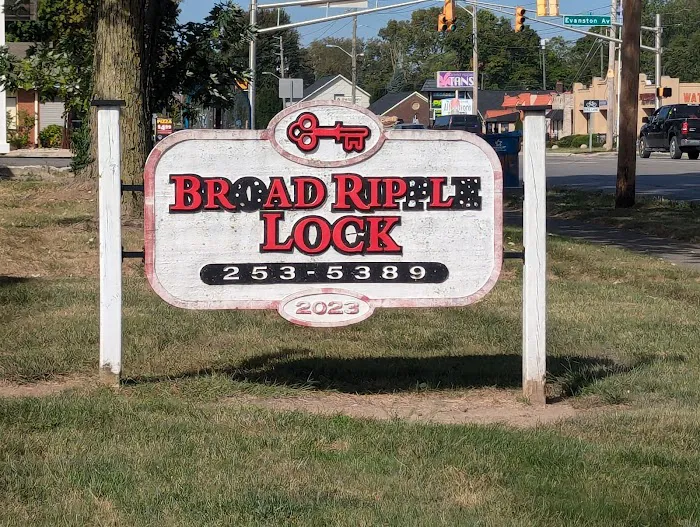 Evanston Av
TANS
BROAD RIPPLE
LOCK
253-5389
2023